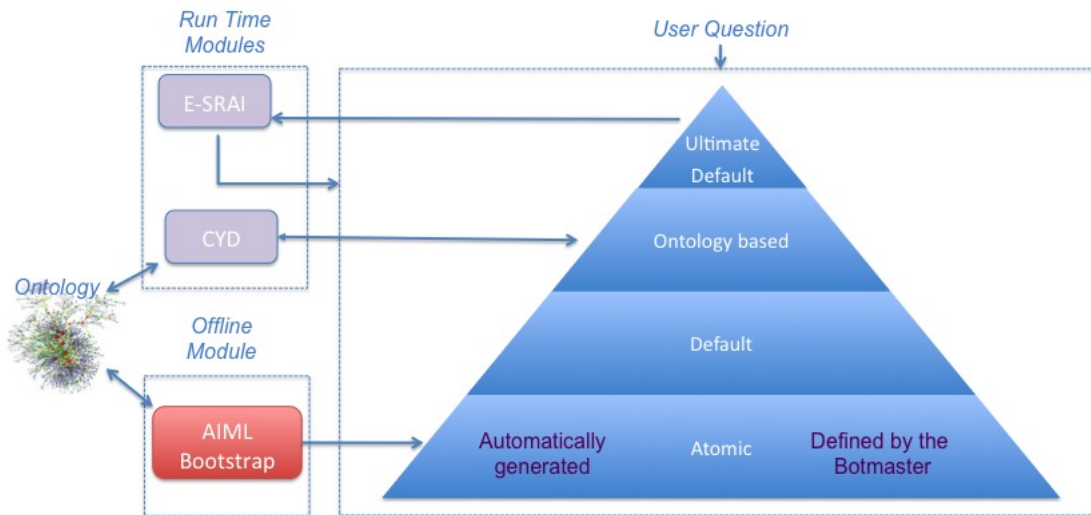 Run Time
Modules
User Question
E-SRAI
Ultimate
Default
CYD
Ontology based
Ontology
Offline
Module
Default
AIML
Bootstrap
Automatically
generated
Atomic
Defined by the
Botmaster